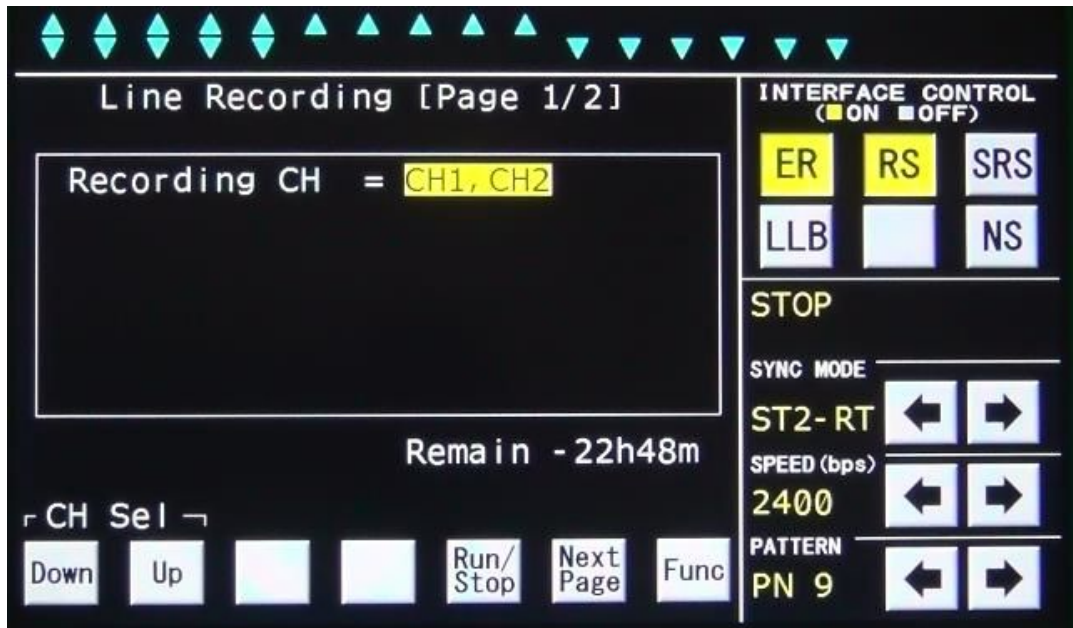 Line Recording [Page 1/2]
Recording CH = CH1, CH2
Remain -22h48m
CH Sel
Down
Up
Run/
Stop
Next
Page
Func
INTERFACE CONTROL
(ON OFF)
ER RS SRS
LLB NS
STOP
SYNC MODE
ST2-RT
SPEED(bps)
2400
PATTERN
PN 9